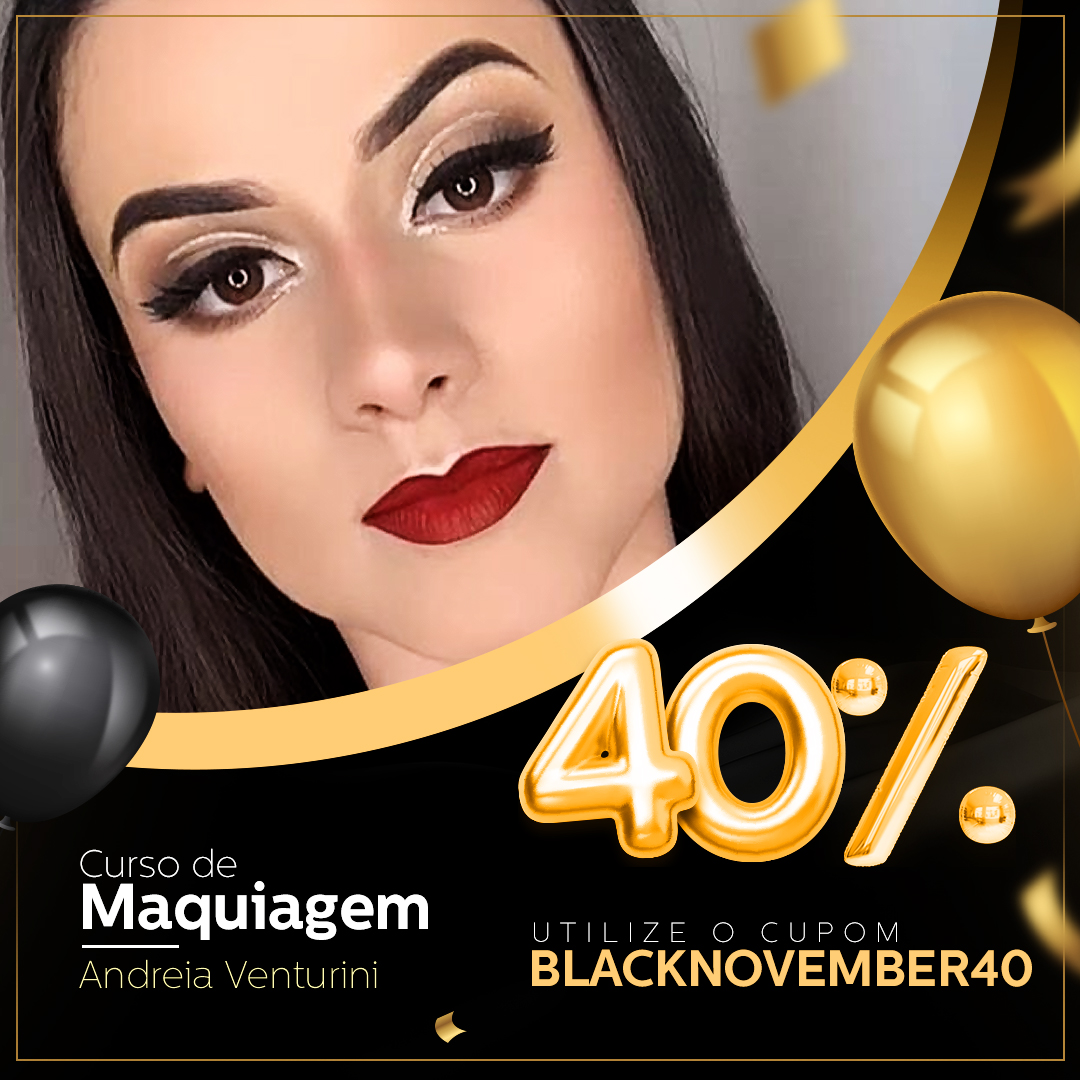 40%
Curso de
Maquiagem
Andreia Venturini
UTILIZE O CUPOM
BLACKNOVEMBER40